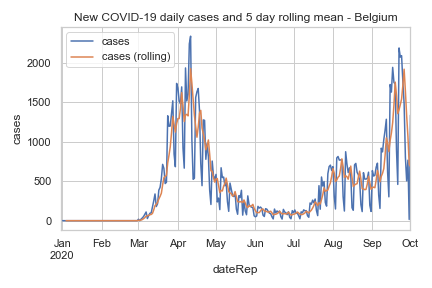 New COVID-19 daily cases and 5 day rolling mean - Belgium
cases
cases (rolling)
2000
1500
1000
500
0
cases
Jan Feb Mar Apr May Jun Jul Aug Sep Oct
2020
dateRep